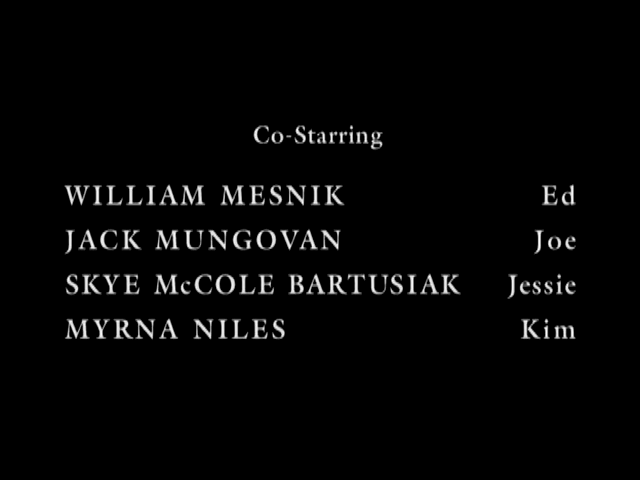 Co-Starring
WILLIAM MESNIK Ed
JACK MUNGOVAN Joe
SKYE McCOLE BARTUSIAK Jessie
MYRNA NILES Kim